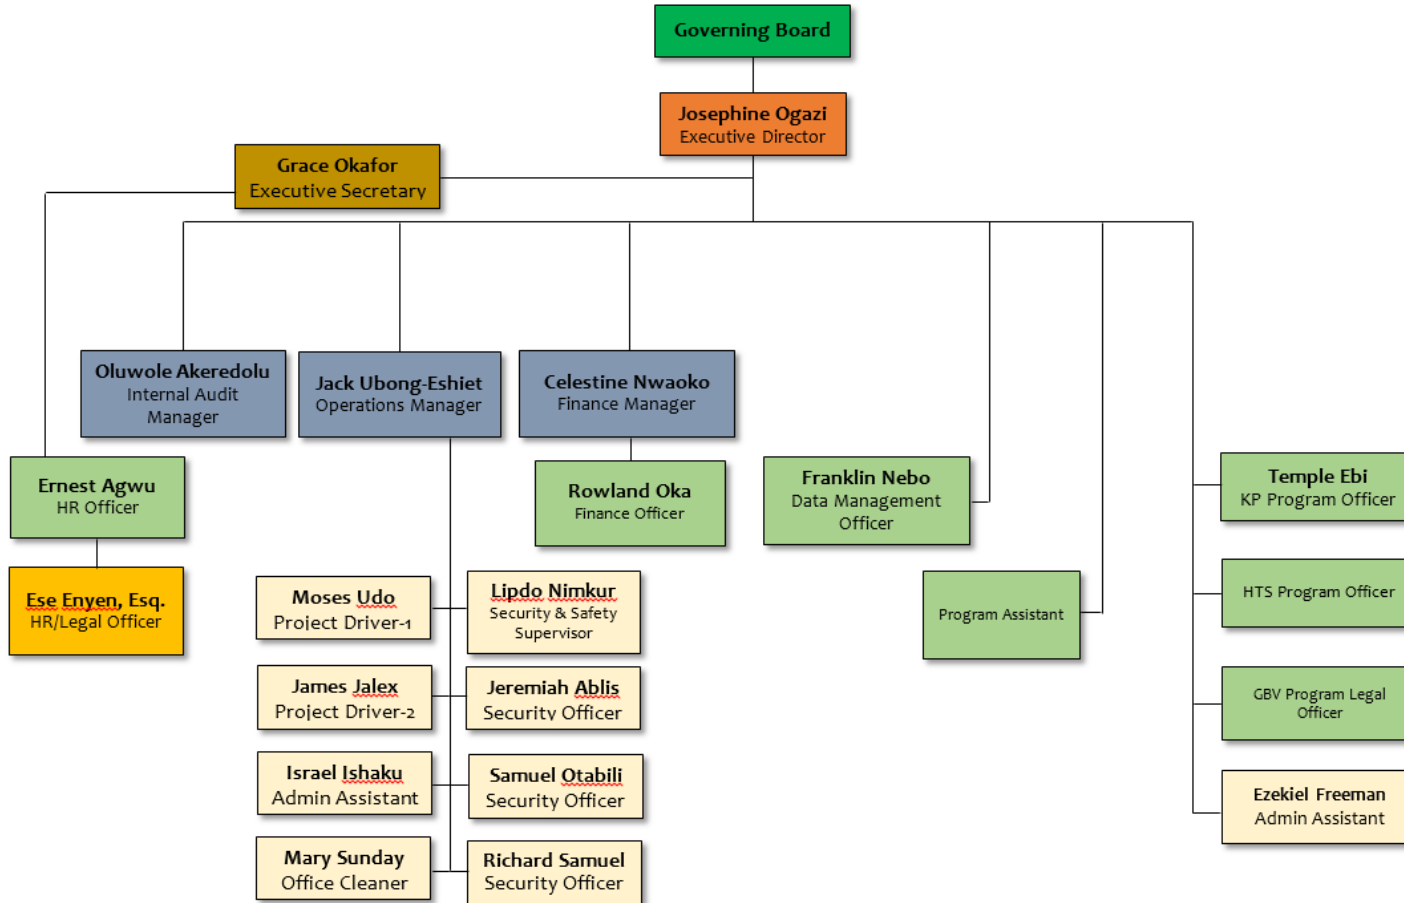 Governing Board
Josephine Ogazi
Executive Director
Grace Okafor
Executive Secretary
Oluwole Akeredolu
Internal Audit
Manager
Jack Ubong-Eshiet
Operations Manager
Celestine Nwaoko
Finance Manager
Ernest Agwu
HR Officer
Rowland Oka
Finance Officer
Franklin Nebo
Data Management
Officer
Temple Ebi
KP Program Officer
Ese Enyen, Esq.
HR/Legal Officer
Moses Udo
Project Driver-1
Lipdo Nimkur
Security & Safety
Supervisor
Program Assistant
HTS Program Officer
James Jalex
Project Driver-2
Jeremiah Ablis
Security Officer
GBV Program Legal
Officer
Israel Ishaku
Admin Assistant
Samuel Otabili
Security Officer
Ezekiel Freeman
Admin Assistant
Mary Sunday
Office Cleaner
Richard Samuel
Security Officer